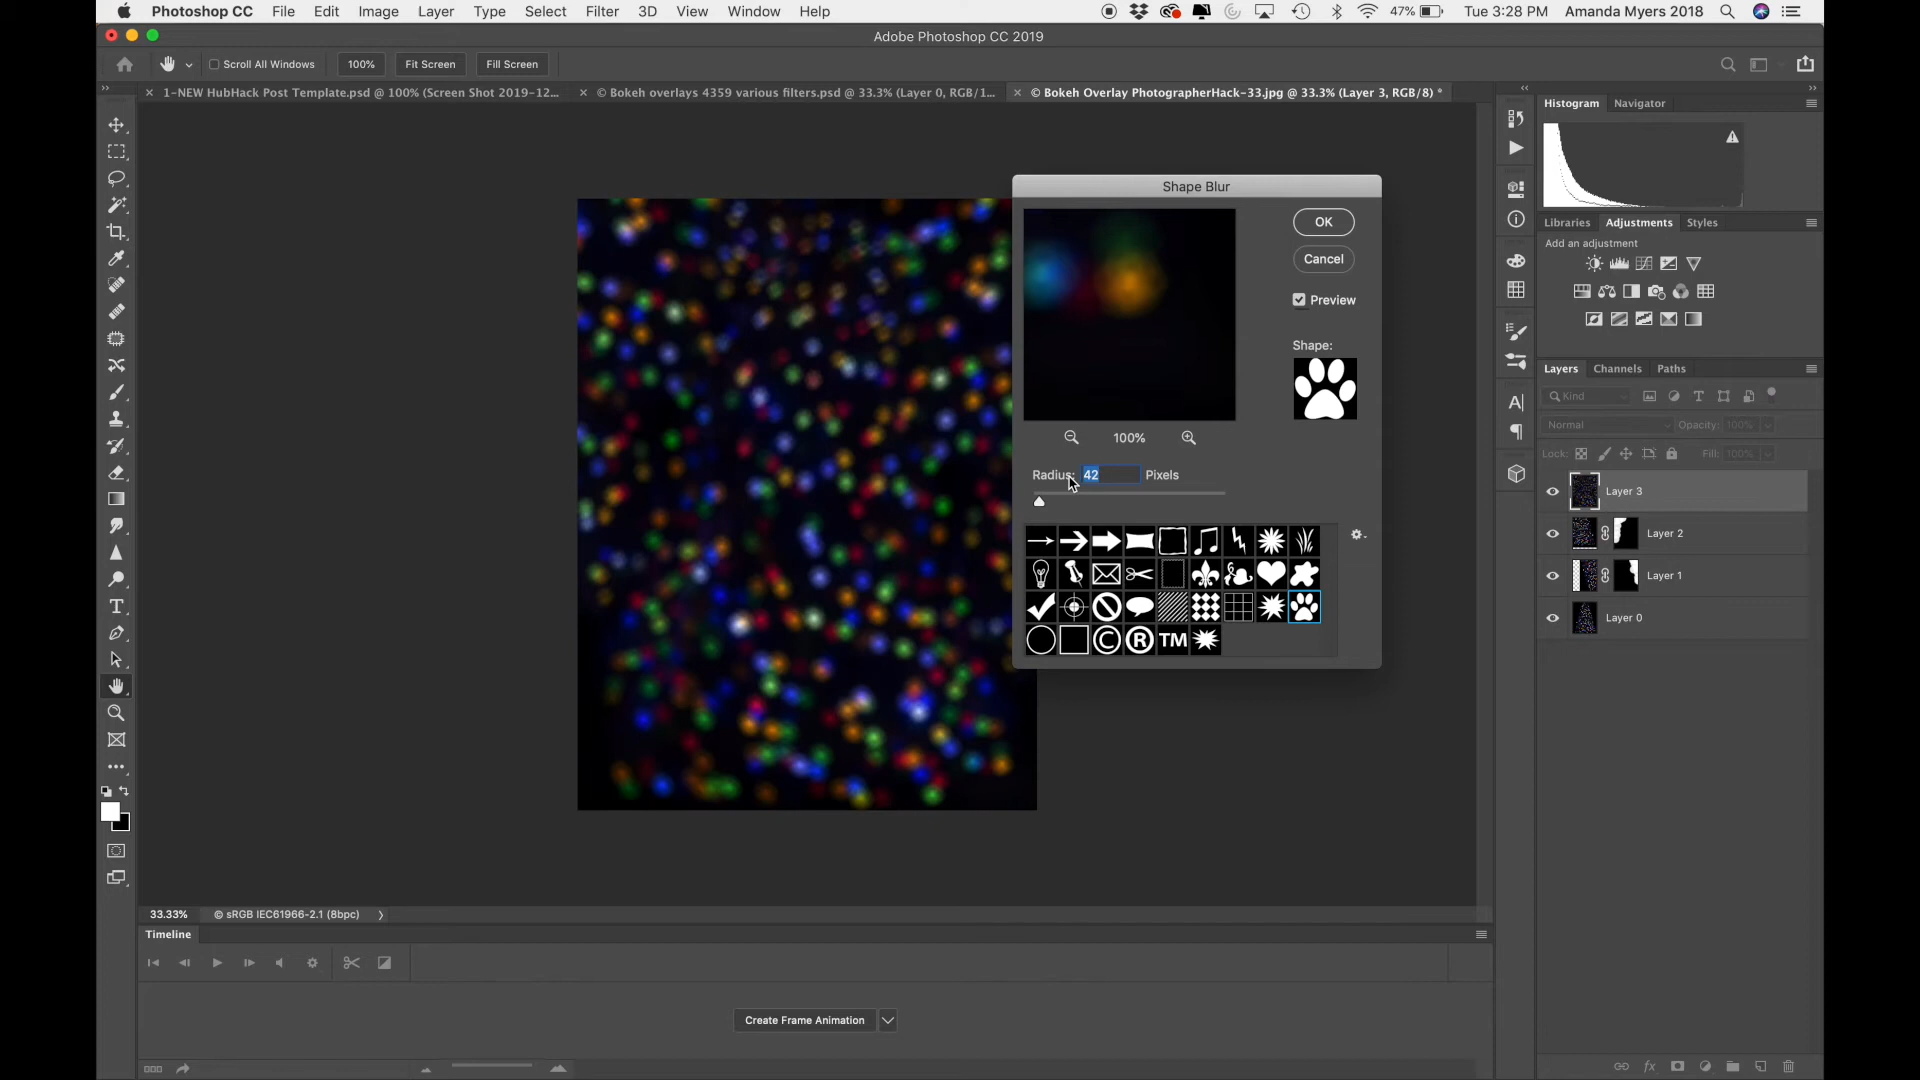 Photoshop CC File Edit Image Layer Type Select Filter 3D View Window Help 47% Tue 3:28 PM Amanda Myers 2018
Adobe Photoshop CC 2019
Scroll All Windows 100% Fit Screen Fill Screen
1-NEW HubHack Post Template.psd @ 100% (Screen Shot 2019-12... © Bokeh overlays 4359 various filters.psd @ 33.3% (Layer 0, RGB/1... © Bokeh Overlay PhotographerHack-33.jpg @ 33.3% (Layer 3, RGB/8) *
Histogram Navigator
Shape Blur
OK
Libraries Adjustments Styles
Add an adjustment
Cancel
Preview
Shape:
Layers Channels Paths
Kind
Normal Opacity: 100%
100%
Lock: Fill: 100%
Radius: 42 Pixels
Layer 3
Layer 2
Layer 1
Layer 0
TM
33.33% © sRGB IEC61966-2.1 (8bpc)
Timeline
Create Frame Animation
fx